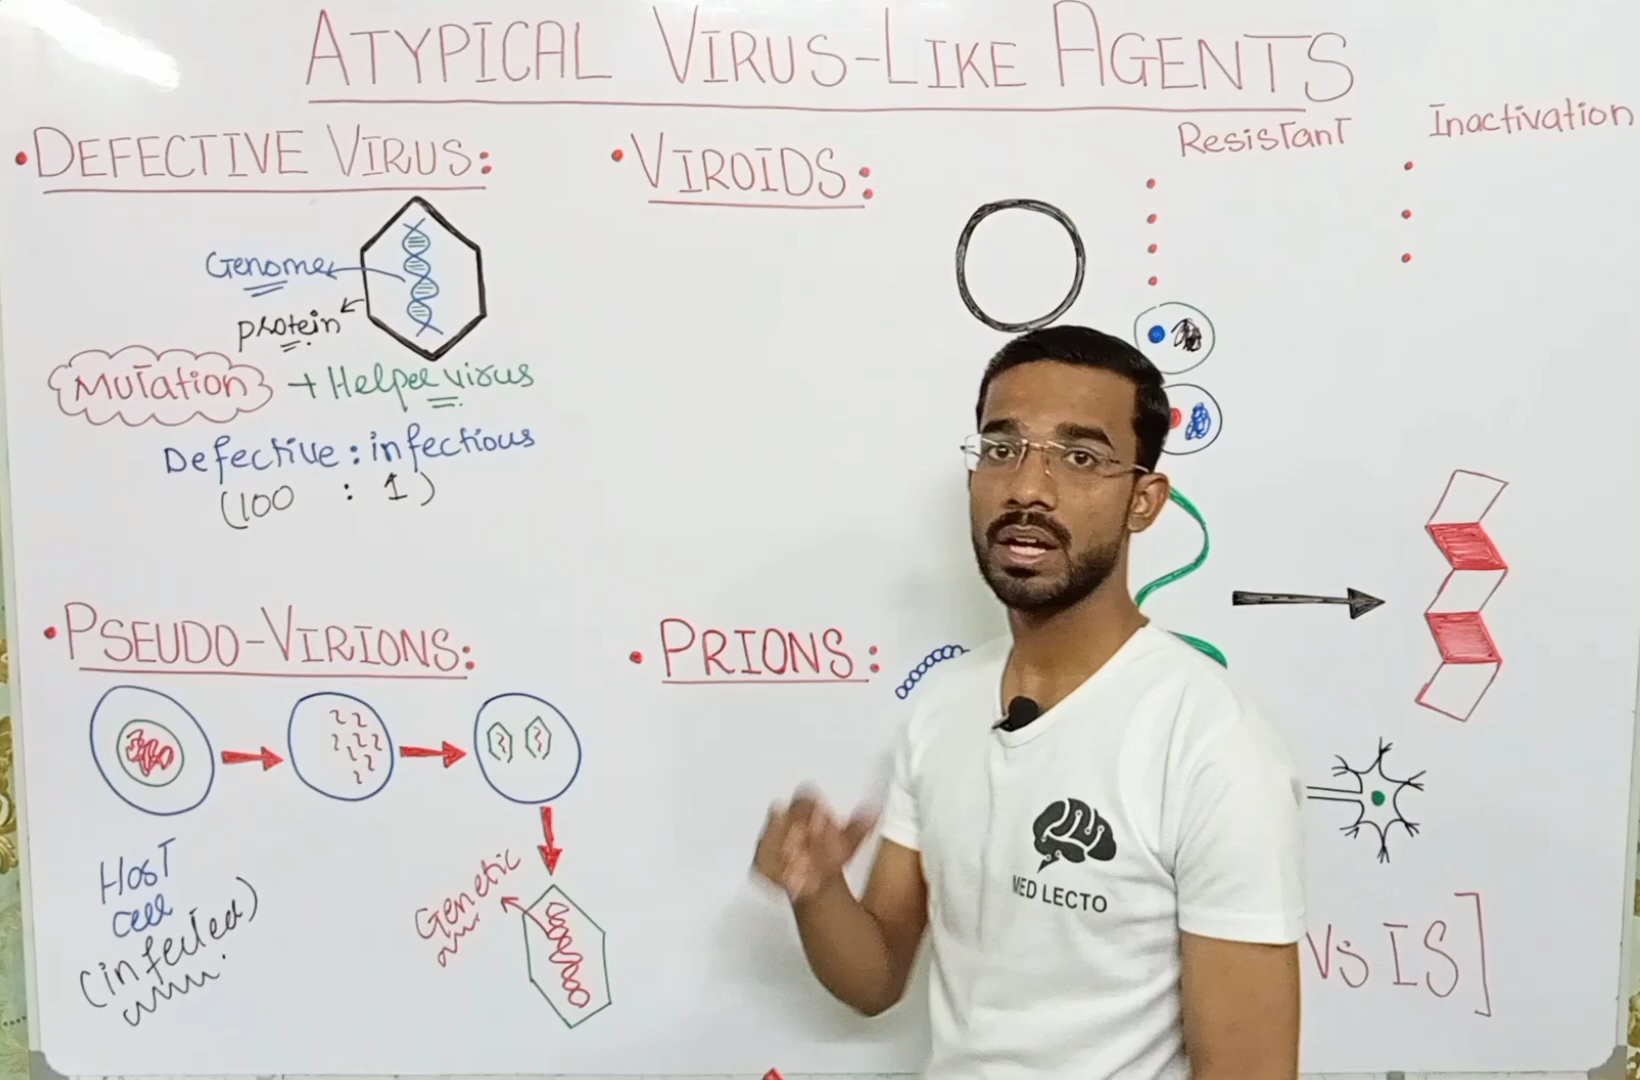 ATYPICAL VIRUS-LIKE AGENTS
• DEFECTIVE VIRUS:
Genome
protein
Mutation + Helper virus
Defective : infectious
(100 : 1)
• VIROIDS:
Resistant
Inactivation
• PSEUDO-VIRIONS:
Host
cell
(infected)
Genetic
• PRIONS:
Vs IS]
MED LECTO